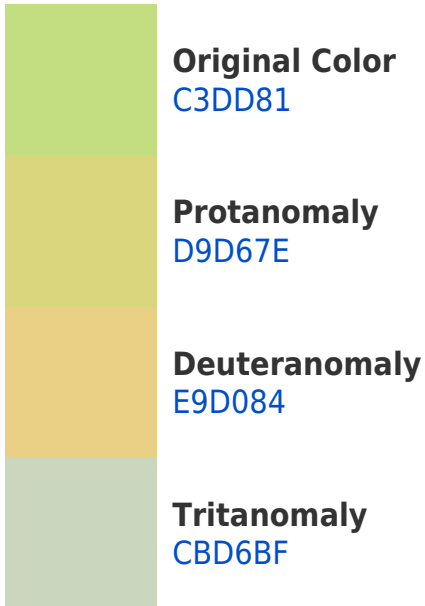 Original Color
C3DD81
Protanomaly
D9D67E
Deuteranomaly
E9D084
Tritanomaly
CBD6BF